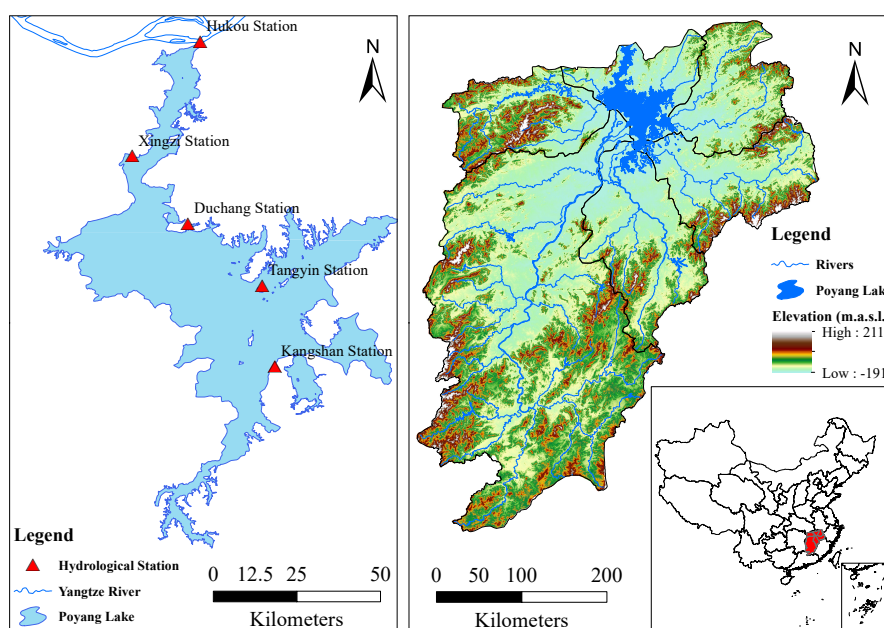 Hukou Station
N
Xingzi Station
Duchang Station
Tangyin Station
Kangshan Station
Legend
Hydrological Station
Yangtze River
Poyang Lake
0 12.5 25 50
Kilometers
N
Legend
Rivers
Poyang Lak
Elevation (m.a.s.l.
High : 211
Low : -191
0 50 100 200
Kilometers